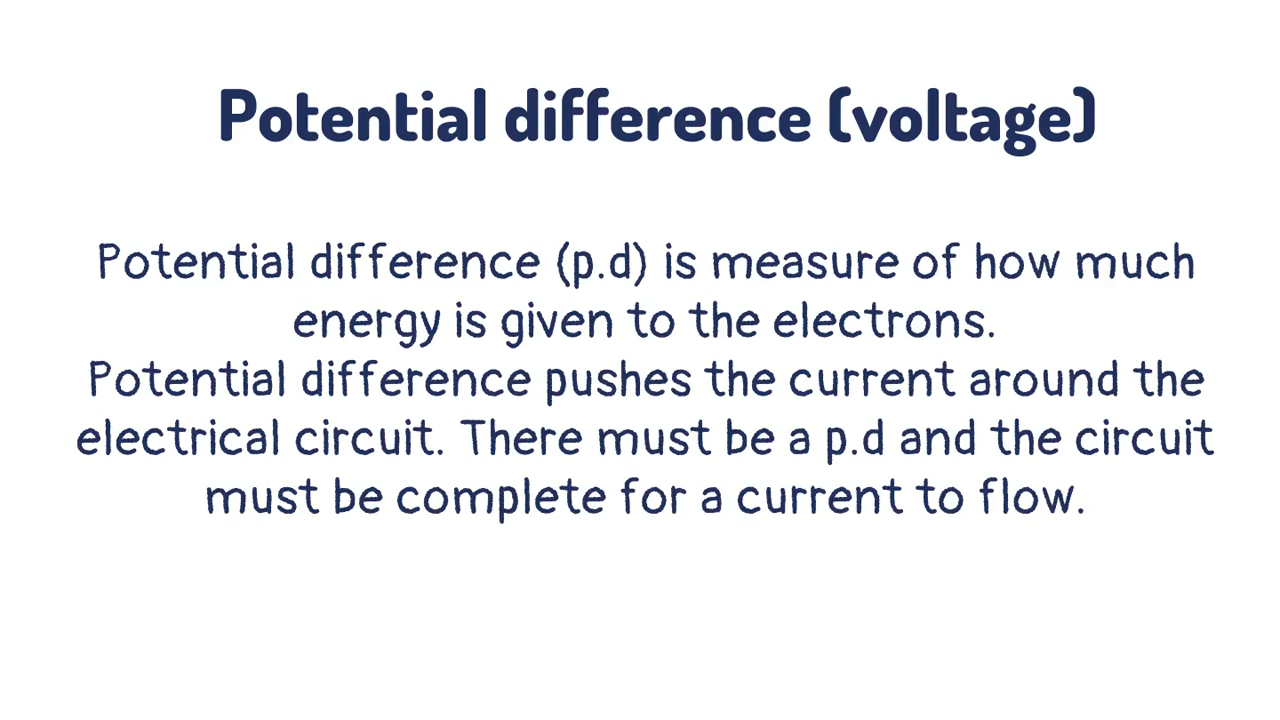 Potential difference (voltage)
Potential difference (p.d) is measure of how much
energy is given to the electrons.
Potential difference pushes the current around the
electrical circuit. There must be a p.d and the circuit
must be complete for a current to flow.